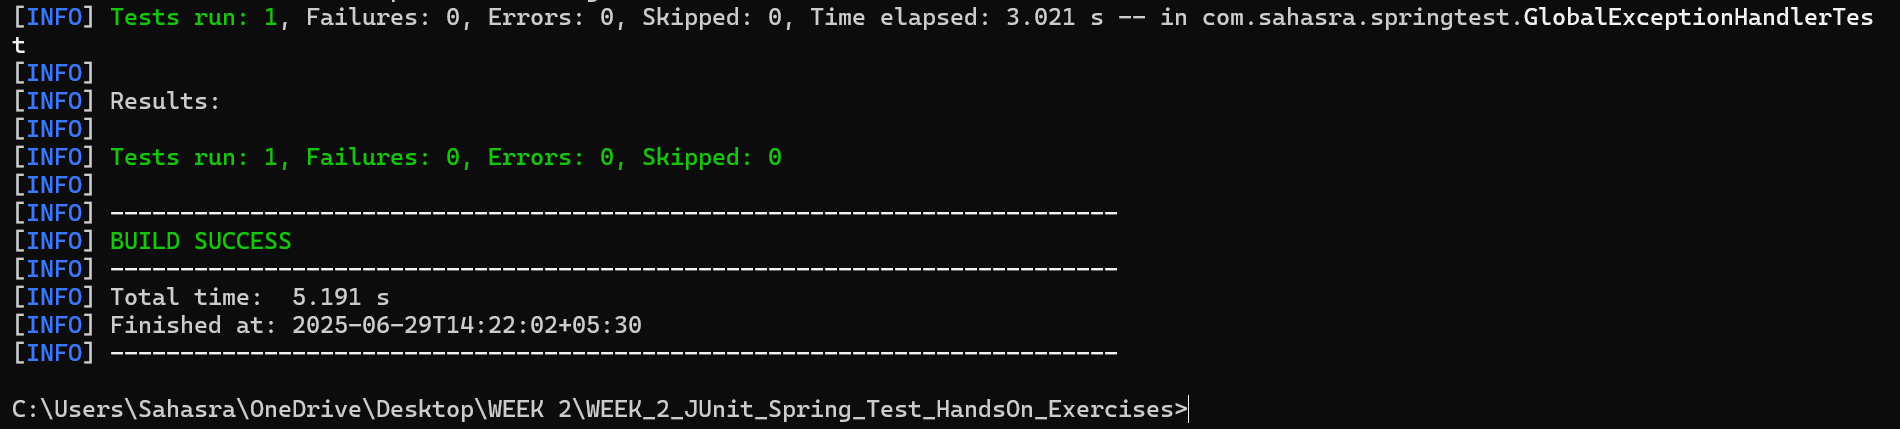 [INFO] Tests run: 1, Failures: 0, Errors: 0, Skipped: 0, Time elapsed: 3.021 s -- in com.sahasra.springtest.GlobalExceptionHandlerTes
t
[INFO]
[INFO] Results:
[INFO]
[INFO] Tests run: 1, Failures: 0, Errors: 0, Skipped: 0
[INFO]
[INFO] ------------------------------------------------------------------------
[INFO] BUILD SUCCESS
[INFO] ------------------------------------------------------------------------
[INFO] Total time:  5.191 s
[INFO] Finished at: 2025-06-29T14:22:02+05:30
[INFO] ------------------------------------------------------------------------
C:\Users\Sahasra\OneDrive\Desktop\WEEK 2\WEEK_2_JUnit_Spring_Test_HandsOn_Exercises>